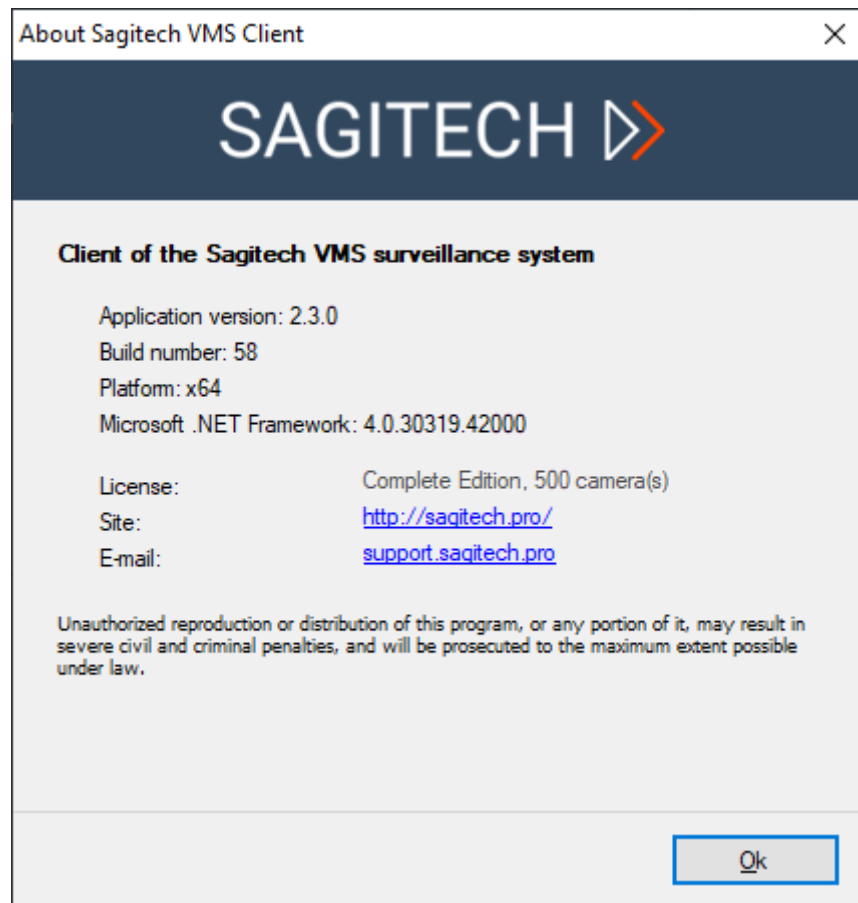 About Sagitech VMS Client
SAGITECH
Client of the Sagitech VMS surveillance system
Application version: 2.3.0
Build number: 58
Platform: x64
Microsoft .NET Framework: 4.0.30319.42000
License: Complete Edition, 500 camera(s)
Site: http://sagitech.pro/
E-mail: support.sagitech.pro
Unauthorized reproduction or distribution of this program, or any portion of it, may result in
severe civil and criminal penalties, and will be prosecuted to the maximum extent possible
under law.
Ok